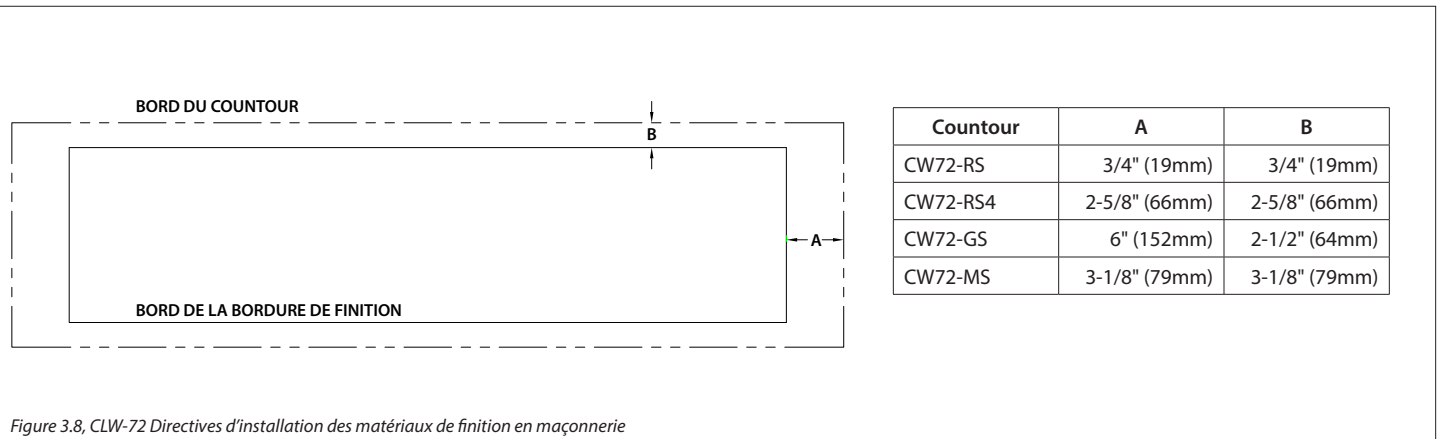 BORD DU COUNTOUR
B
A
BORD DE LA BORDURE DE FINITION
Countour A B
CW72-RS 3/4" (19mm) 3/4" (19mm)
CW72-RS4 2-5/8" (66mm) 2-5/8" (66mm)
CW72-GS 6" (152mm) 2-1/2" (64mm)
CW72-MS 3-1/8" (79mm) 3-1/8" (79mm)
Figure 3.8, CLW-72 Directives d’installation des matériaux de finition en maçonnerie